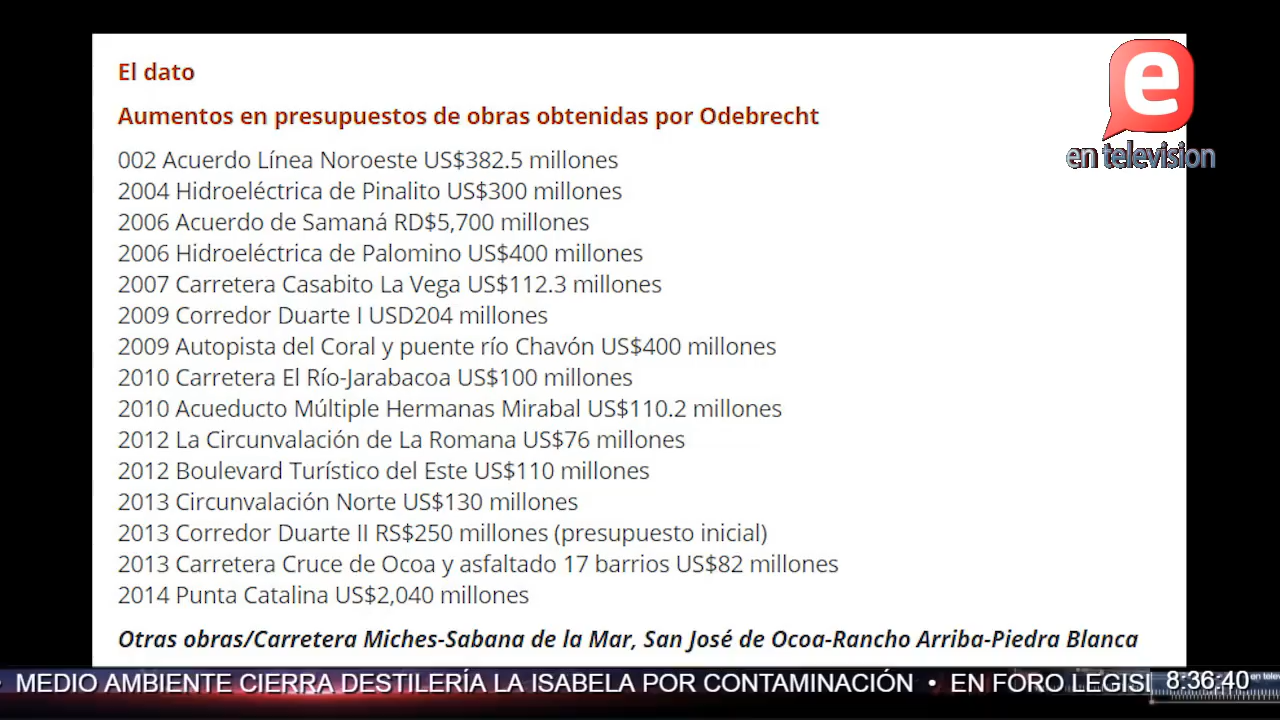 El dato
Aumentos en presupuestos de obras obtenidas por Odebrecht
002 Acuerdo Línea Noroeste US$382.5 millones
2004 Hidroeléctrica de Pinalito US$300 millones
2006 Acuerdo de Samaná RD$5,700 millones
2006 Hidroeléctrica de Palomino US$400 millones
2007 Carretera Casabito La Vega US$112.3 millones
2009 Corredor Duarte I USD204 millones
2009 Autopista del Coral y puente río Chavón US$400 millones
2010 Carretera El Río-Jarabacoa US$100 millones
2010 Acueducto Múltiple Hermanas Mirabal US$110.2 millones
2012 La Circunvalación de La Romana US$76 millones
2012 Boulevard Turístico del Este US$110 millones
2013 Circunvalación Norte US$130 millones
2013 Corredor Duarte II RS$250 millones (presupuesto inicial)
2013 Carretera Cruce de Ocoa y asfaltado 17 barrios US$82 millones
2014 Punta Catalina US$2,040 millones
Otras obras/Carretera Miches-Sabana de la Mar, San José de Ocoa-Rancho Arriba-Piedra Blanca
e
en television
• MEDIO AMBIENTE CIERRA DESTILERÍA LA ISABELA POR CONTAMINACIÓN • EN FORO LEGISI
8:36:40